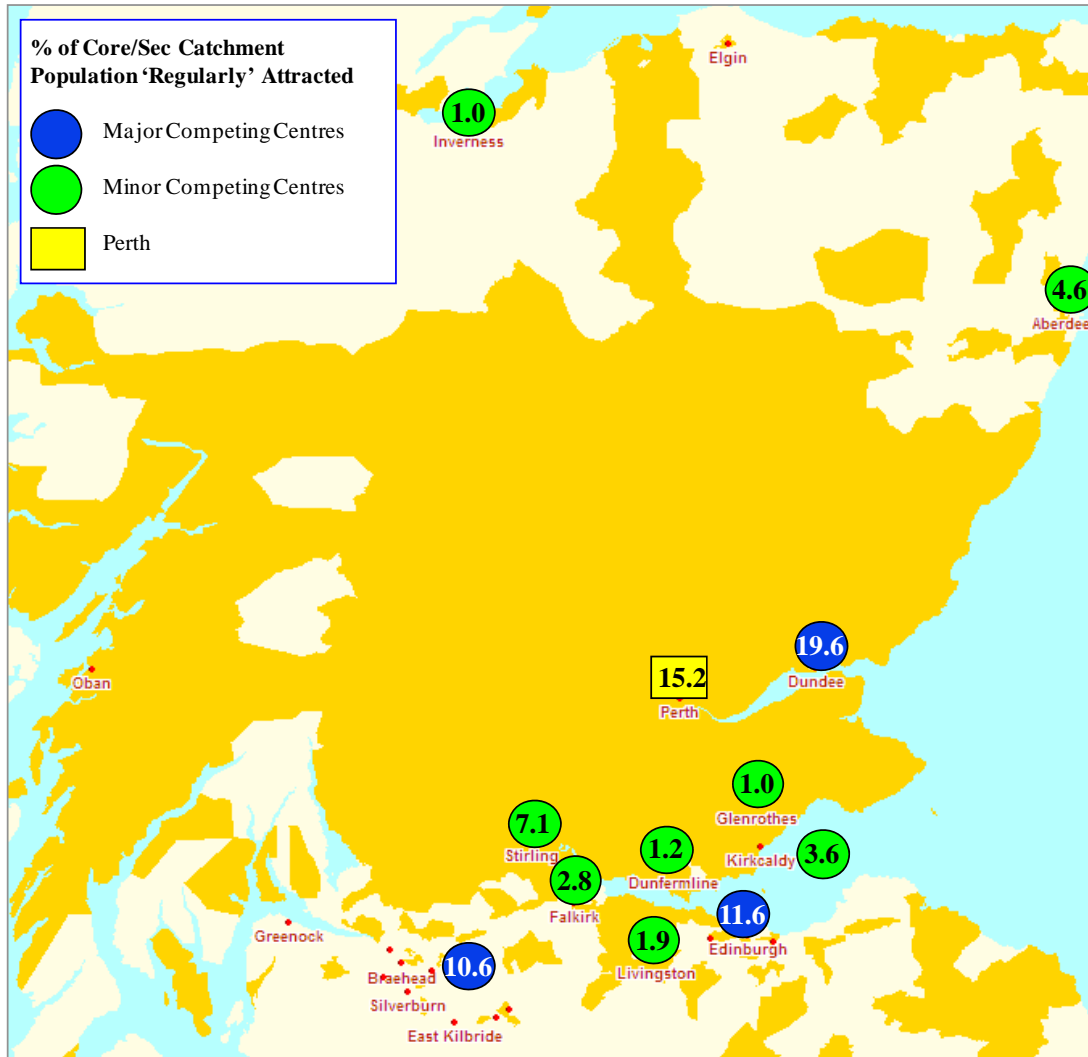 % of Core/Sec Catchment
Population ‘Regularly’ Attracted
Major Competing Centres
Minor Competing Centres
Perth
Elgin
1.0
Inverness
4.6
Aberdee
19.6
Dundee
Oban
15.2
Perth
1.0
Glenrothes
7.1
Stirling
1.2
Dunfermline
Kirkcaldy
3.6
2.8
Falkirk
11.6
Edinburgh
1.9
Livingston
Greenock
10.6
Braehead
Silverburn
East Kilbride